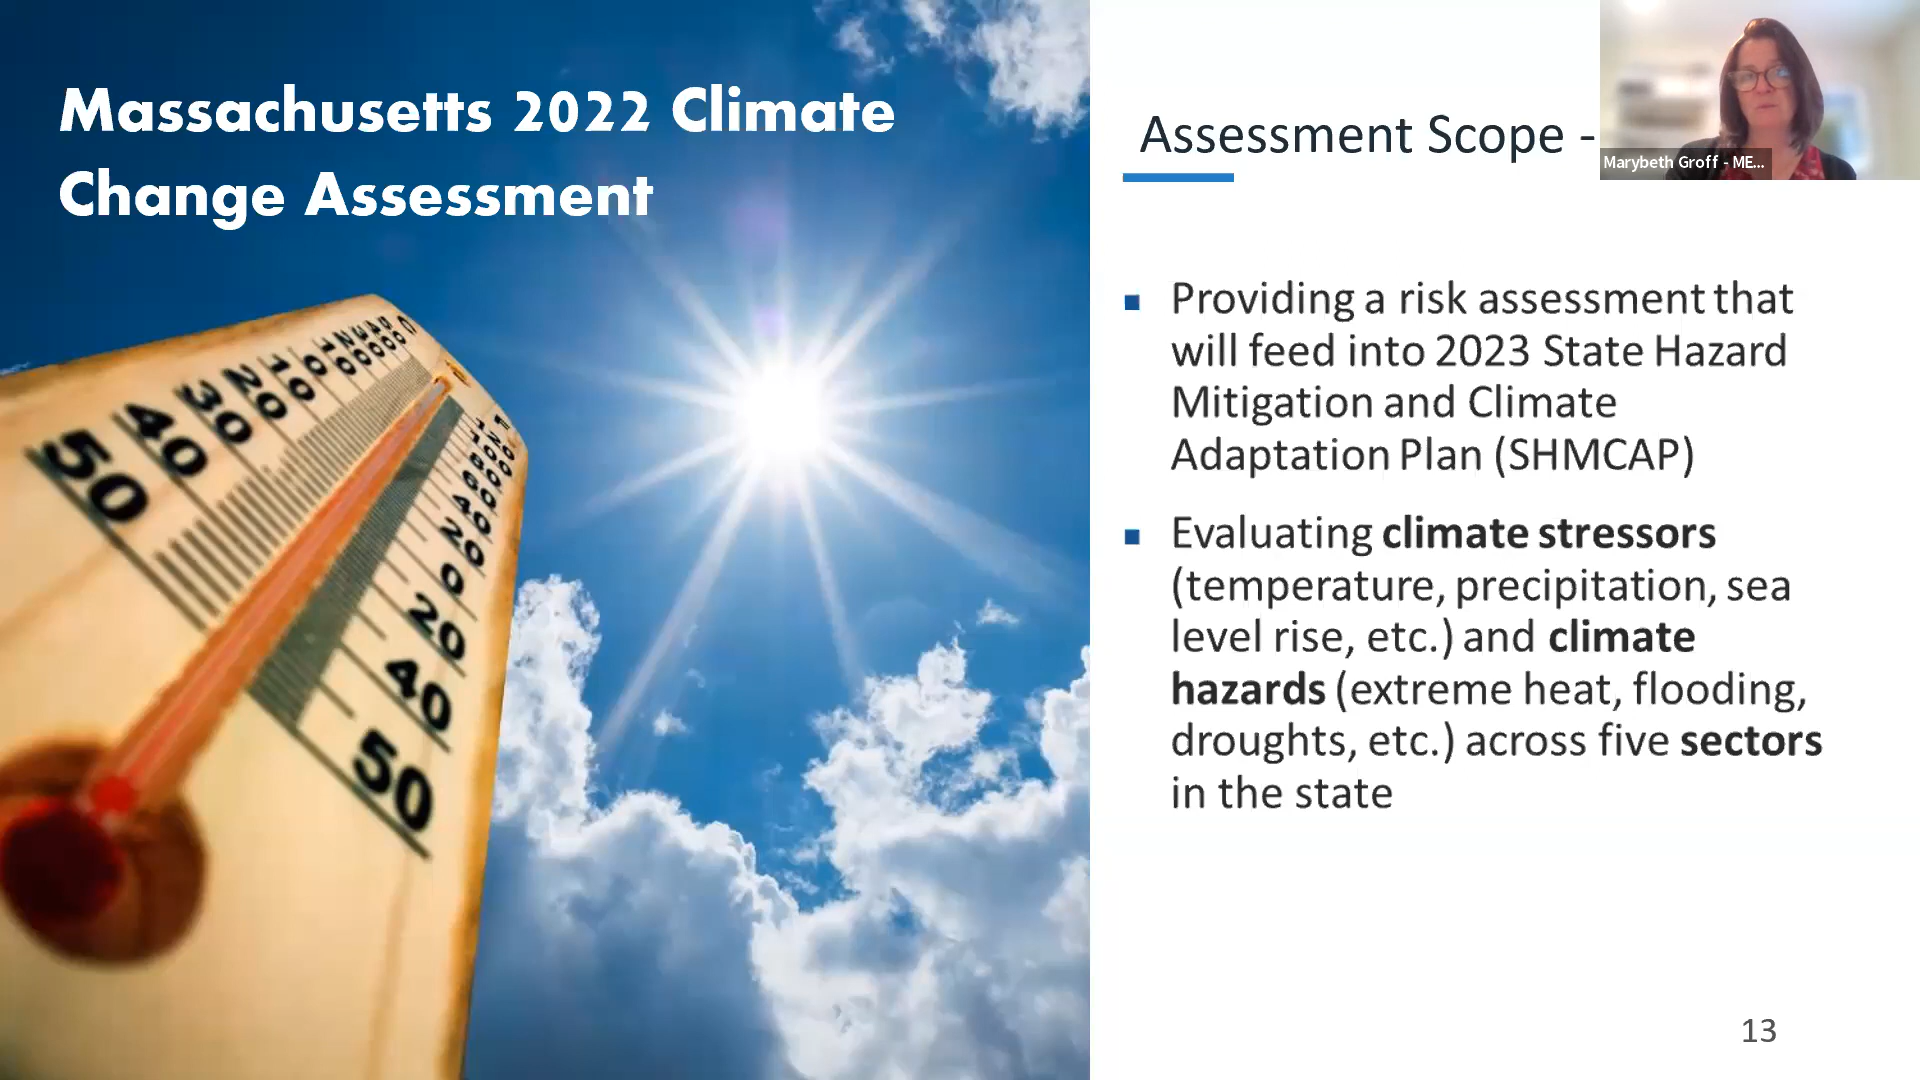 Massachusetts 2022 Climate
Change Assessment
Assessment Scope -
Marybeth Groff - ME...
Providing a risk assessment that
will feed into 2023 State Hazard
Mitigation and Climate
Adaptation Plan (SHMCAP)
Evaluating climate stressors
(temperature, precipitation, sea
level rise, etc.) and climate
hazards (extreme heat, flooding,
droughts, etc.) across five sectors
in the state
50
40
30
20
10
0
20
0
20
40
50
13